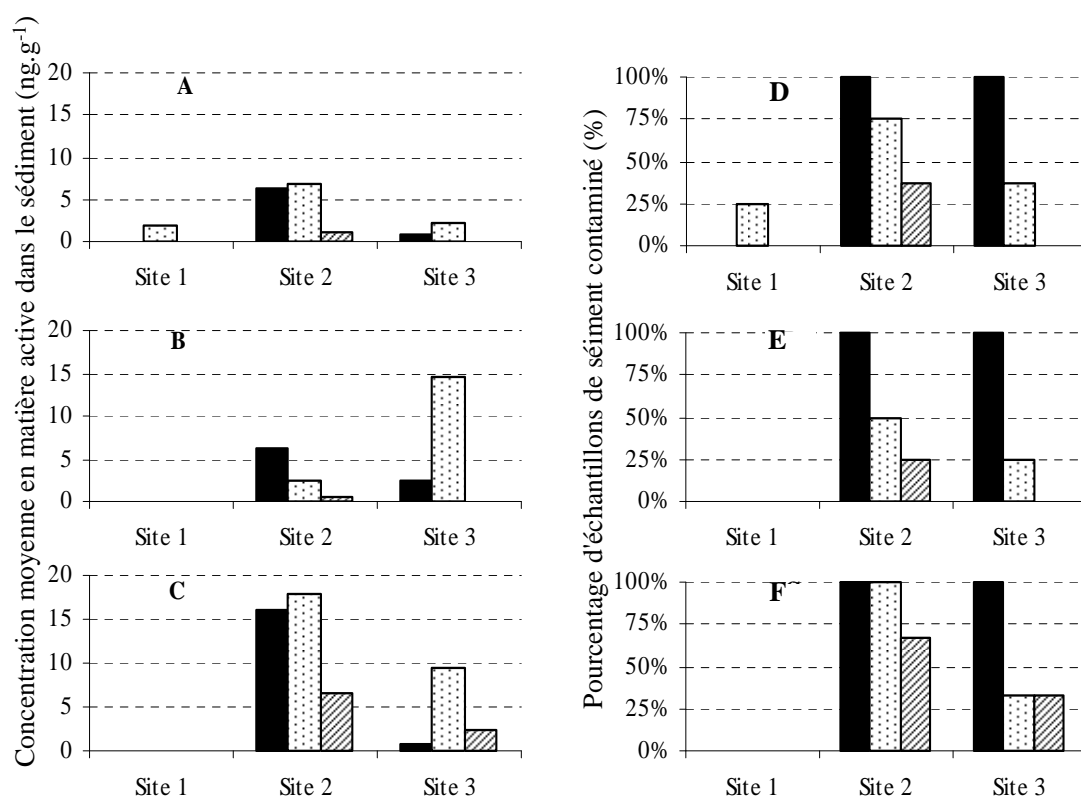 Concentration moyenne en matière active dans le sédiment (ng.g-1)
A
20
15
10
5
0
Site 1 Site 2 Site 3
B
20
15
10
5
0
Site 1 Site 2 Site 3
C
20
15
10
5
0
Site 1 Site 2 Site 3
Pourcentage d'échantillons de séiment contaminé (%)
D
100%
75%
50%
25%
0%
Site 1 Site 2 Site 3
E
100%
75%
50%
25%
0%
Site 1 Site 2 Site 3
F~
100%
75%
50%
25%
0%
Site 1 Site 2 Site 3